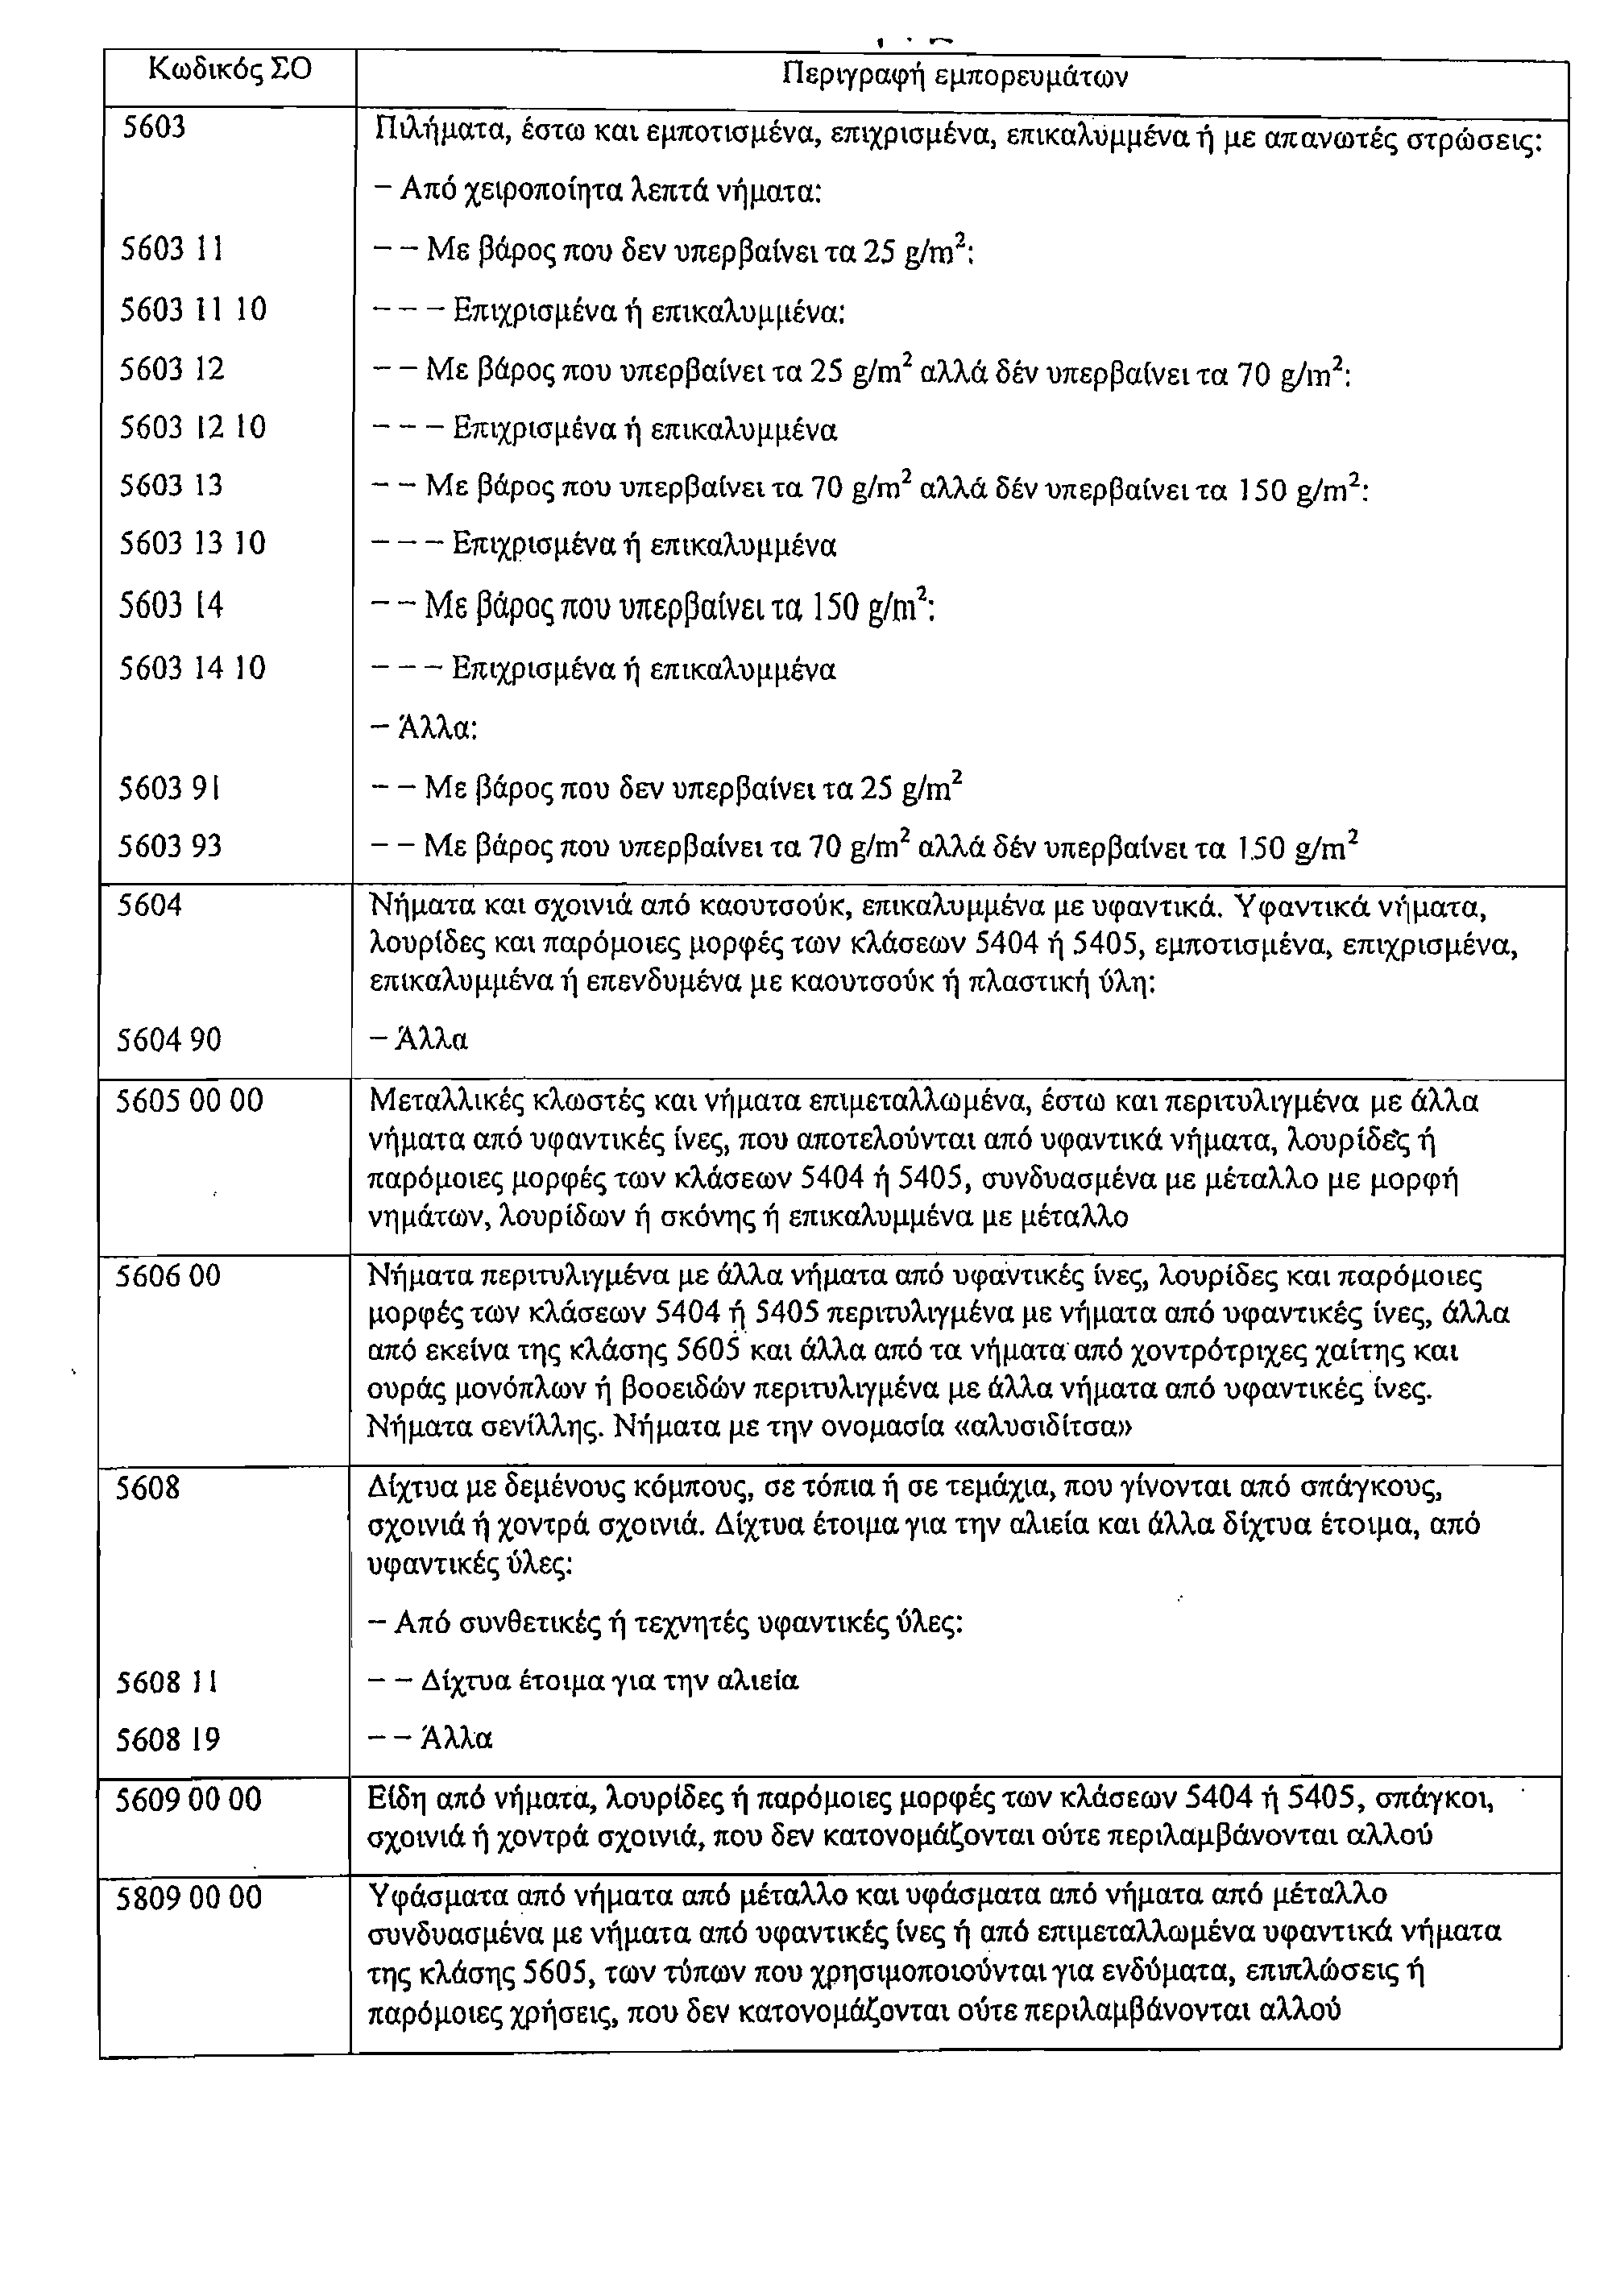 Κωδικός ΣΟ
Περιγραφή εμπορευμάτων
5603 Πιλήματα, έστω και εμποτισμένα, επιχρισμένα, επικαλυμμένα ή με απανωτές στρώσεις:
– Από χειροποίητα λεπτά νήματα:
5603 11 – – Με βάρος που δεν υπερβαίνει τα 25 g/m²:
5603 11 10 – – – Επιχρισμένα ή επικαλυμμένα:
5603 12 – – Με βάρος που υπερβαίνει τα 25 g/m² αλλά δέν υπερβαίνει τα 70 g/m²:
5603 12 10 – – – Επιχρισμένα ή επικαλυμμένα
5603 13 – – Με βάρος που υπερβαίνει τα 70 g/m² αλλά δέν υπερβαίνει τα 150 g/m²:
5603 13 10 – – – Επιχρισμένα ή επικαλυμμένα
5603 14 – – Με βάρος που υπερβαίνει τα 150 g/m²:
5603 14 10 – – – Επιχρισμένα ή επικαλυμμένα
– Άλλα:
5603 91 – – Με βάρος που δεν υπερβαίνει τα 25 g/m²
5603 93 – – Με βάρος που υπερβαίνει τα 70 g/m² αλλά δέν υπερβαίνει τα 150 g/m²
5604 Νήματα και σχοινιά από καουτσούκ, επικαλυμμένα με υφαντικά. Υφαντικά νήματα,
λουρίδες και παρόμοιες μορφές των κλάσεων 5404 ή 5405, εμποτισμένα, επιχρισμένα,
επικαλυμμένα ή επενδυμένα με καουτσούκ ή πλαστική ύλη:
5604 90 – Άλλα
5605 00 00 Μεταλλικές κλωστές και νήματα επιμεταλλωμένα, έστω και περιτυλιγμένα με άλλα
νήματα από υφαντικές ίνες, που αποτελούνται από υφαντικά νήματα, λουρίδες ή
παρόμοιες μορφές των κλάσεων 5404 ή 5405, συνδυασμένα με μέταλλο με μορφή
νημάτων, λουρίδων ή σκόνης ή επικαλυμμένα με μέταλλο
5606 00 Νήματα περιτυλιγμένα με άλλα νήματα από υφαντικές ίνες, λουρίδες και παρόμοιες
μορφές των κλάσεων 5404 ή 5405 περιτυλιγμένα με νήματα από υφαντικές ίνες, άλλα
από εκείνα της κλάσης 5605 και άλλα από τα νήματα από χοντρότριχες χαίτης και
ουράς μονόπλων ή βοοειδών περιτυλιγμένα με άλλα νήματα από υφαντικές ίνες.
Νήματα σενίλλης. Νήματα με την ονομασία «αλυσιδίτσα»
5608 Δίχτυα με δεμένους κόμπους, σε τόπια ή σε τεμάχια, που γίνονται από σπάγκους,
σχοινιά ή χοντρά σχοινιά. Δίχτυα έτοιμα για την αλιεία και άλλα δίχτυα έτοιμα, από
υφαντικές ύλες:
– Από συνθετικές ή τεχνητές υφαντικές ύλες:
5608 11 – – Δίχτυα έτοιμα για την αλιεία
5608 19 – – Άλλα
5609 00 00 Είδη από νήματα, λουρίδες ή παρόμοιες μορφές των κλάσεων 5404 ή 5405, σπάγκοι,
σχοινιά ή χοντρά σχοινιά, που δεν κατονομάζονται ούτε περιλαμβάνονται αλλού
5809 00 00 Υφάσματα από νήματα από μέταλλο και υφάσματα από νήματα από μέταλλο
συνδυασμένα με νήματα από υφαντικές ίνες ή από επιμεταλλωμένα υφαντικά νήματα
της κλάσης 5605, των τύπων που χρησιμοποιούνται για ενδύματα, επιπλώσεις ή
παρόμοιες χρήσεις, που δεν κατονομάζονται ούτε περιλαμβάνονται αλλού